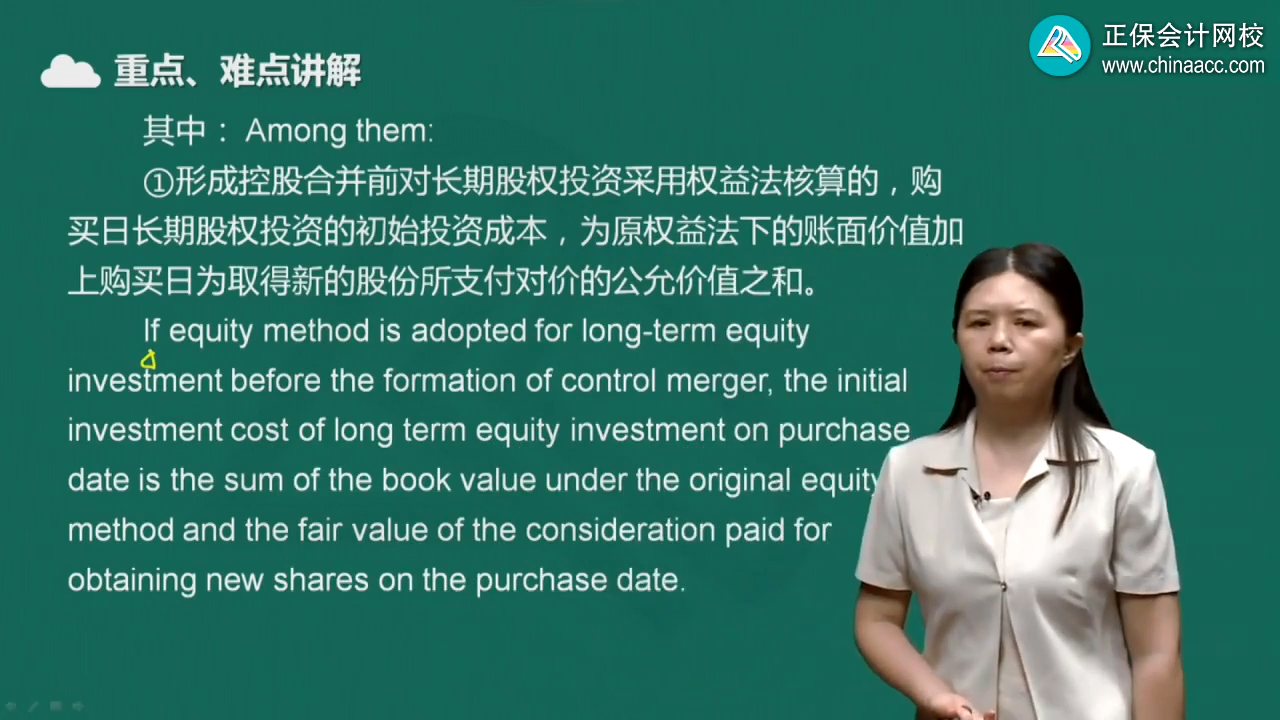 正保会计网校
www.chinaacc.com
重点、难点讲解
其中： Among them:
①形成控股合并前对长期股权投资采用权益法核算的，购
买日长期股权投资的初始投资成本，为原权益法下的账面价值加
上购买日为取得新的股份所支付对价的公允价值之和。
If equity method is adopted for long-term equity
investment before the formation of control merger, the initial
investment cost of long term equity investment on purchase
date is the sum of the book value under the original equity
method and the fair value of the consideration paid for
obtaining new shares on the purchase date.